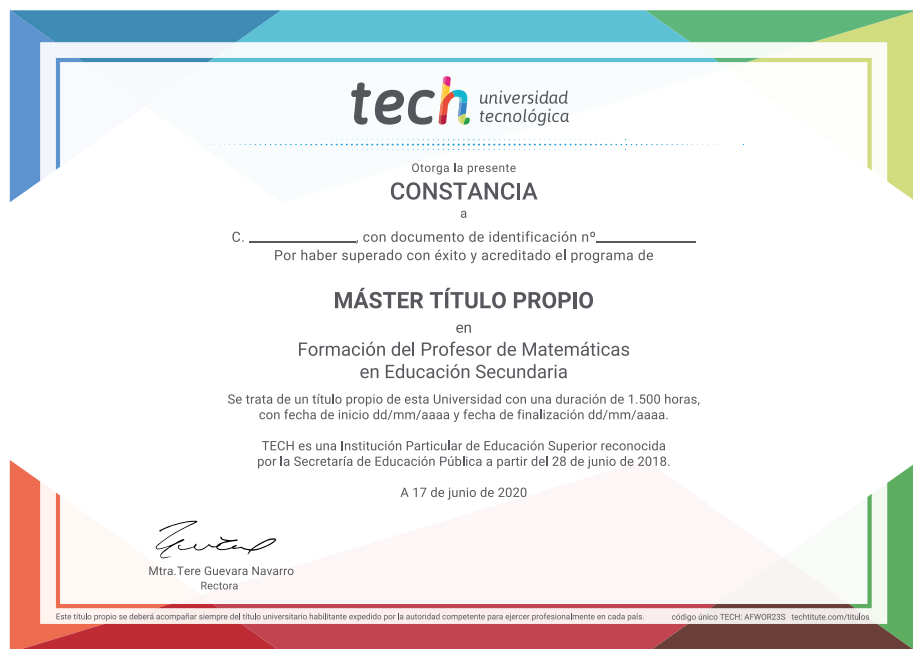 tech universidad
tecnológica
Otorga la presente
CONSTANCIA
a
C. ____________, con documento de identificación nº____________
Por haber superado con éxito y acreditado el programa de
MÁSTER TÍTULO PROPIO
en
Formación del Profesor de Matemáticas
en Educación Secundaria
Se trata de un título propio de esta Universidad con una duración de 1.500 horas,
con fecha de inicio dd/mm/aaaa y fecha de finalización dd/mm/aaaa.
TECH es una Institución Particular de Educación Superior reconocida
por la Secretaría de Educación Pública a partir del 28 de junio de 2018.
A 17 de junio de 2020
Mtra.Tere Guevara Navarro
Rectora
Este título propio se deberá acompañar siempre del título universitario habilitante expedido por la autoridad competente para ejercer profesionalmente en cada país. código único TECH: AFWOR23S techtitute.com/titulos